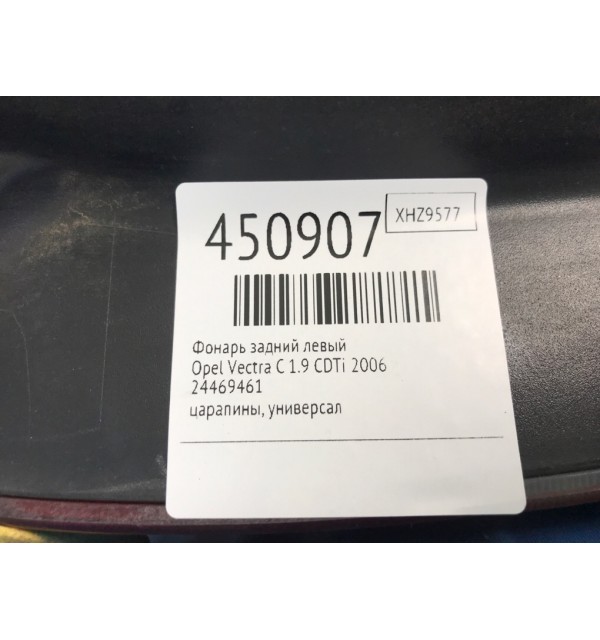 450907
XHZ9577
Фонарь задний левый
Opel Vectra C 1.9 CDTi 2006
24469461
царапины, универсал